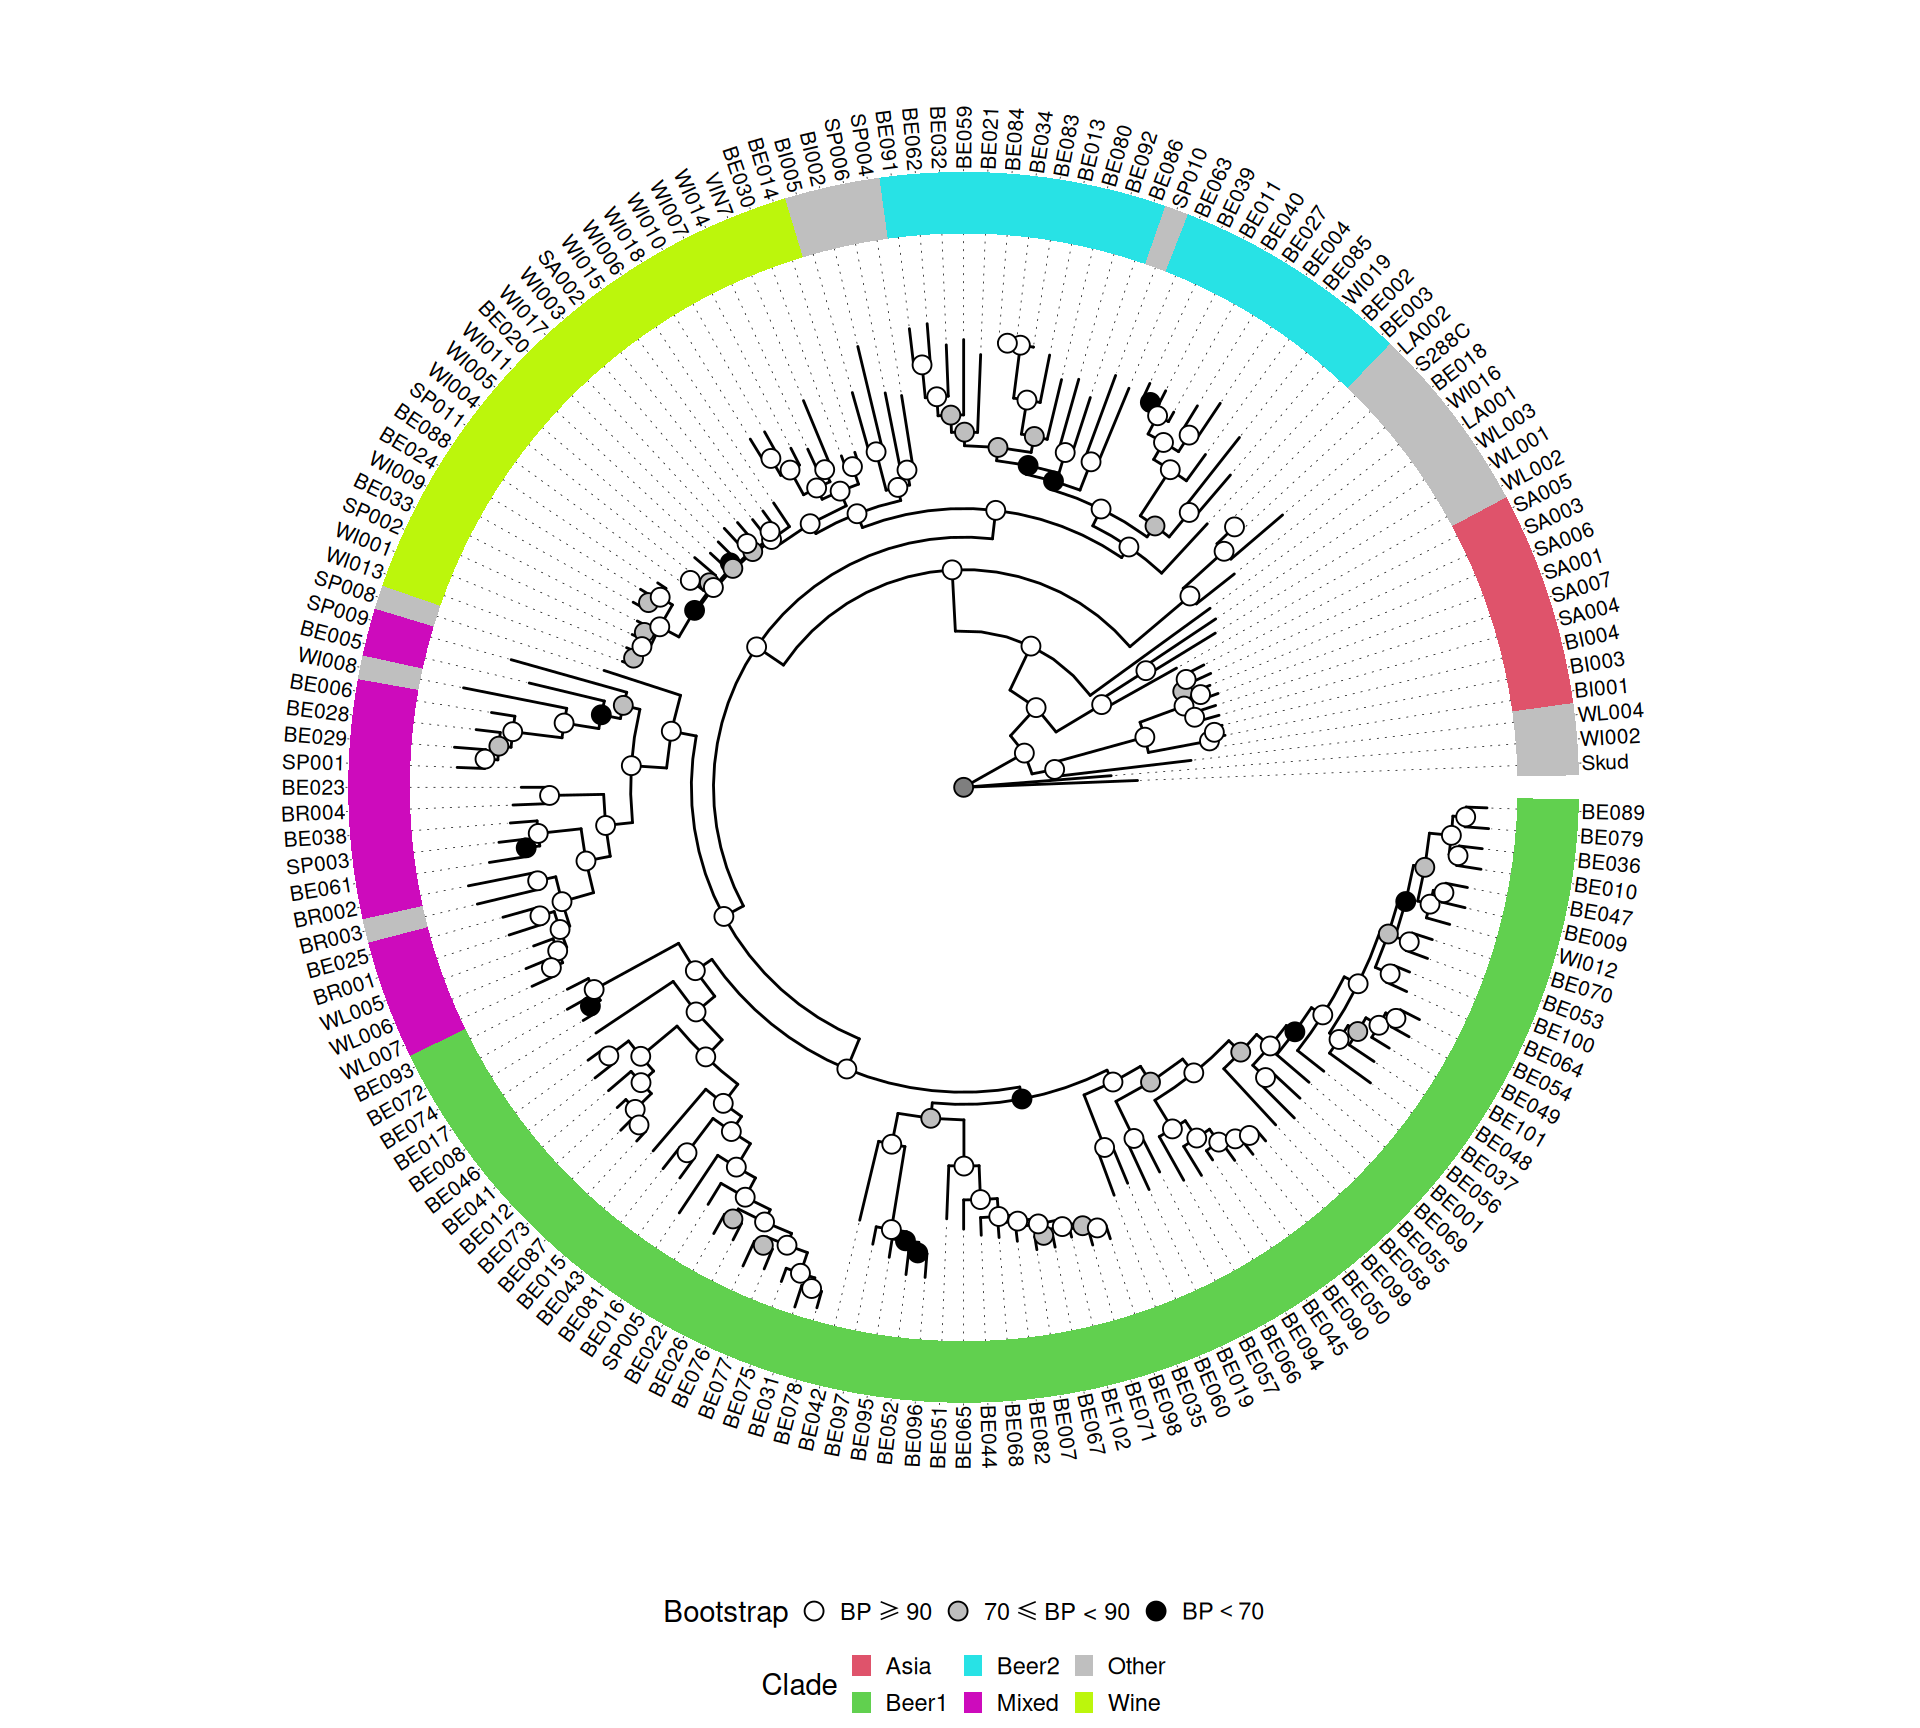 BE059
BE021
BE084
BE034
BE083
BE013
BE080
BE092
BE086
SP010
BE063
BE039
BE011
BE040
BE027
BE004
BE085
WI019
BE002
BE003
LA002
S288C
BE018
WI016
LA001
WL003
WL001
WL002
SA005
SA003
SA006
SA001
SA007
SA004
BI004
BI003
BI001
WL004
WI002
Skud
BE089
BE079
BE036
BE010
BE047
BE009
WI012
BE070
BE053
BE100
BE064
BE054
BE049
BE101
BE048
BE037
BE056
BE001
BE069
BE055
BE058
BE099
BE050
BE090
BE045
BE094
BE066
BE057
BE019
BE060
BE035
BE098
BE071
BE102
BE067
BE007
BE082
BE068
BE044
BE065
BE051
BE096
BE052
BE095
BE097
BE042
BE078
BE031
BE075
BE077
BE076
BE026
BE022
SP005
BE016
BE081
BE043
BE015
BE087
BE073
BE012
BE041
BE046
BE008
BE017
BE074
BE072
BE093
WL007
WL006
WL005
BR001
BE025
BR003
BR002
BE061
SP003
BE038
BR004
BE023
SP001
BE029
BE028
BE006
WI008
BE005
SP009
SP008
WI013
WI001
SP002
BE033
WI009
BE024
BE088
SP011
WI004
WI005
WI011
BE020
WI017
WI003
SA002
WI015
WI006
WI018
WI010
WI007
WI014
VIN7
BE030
BE014
BI005
BI002
SP006
SP004
BE091
BE062
BE032
Bootstrap BP ⩾ 90 70 ⩽ BP < 90 BP < 70
Clade
Asia Beer2 Other
Beer1 Mixed Wine